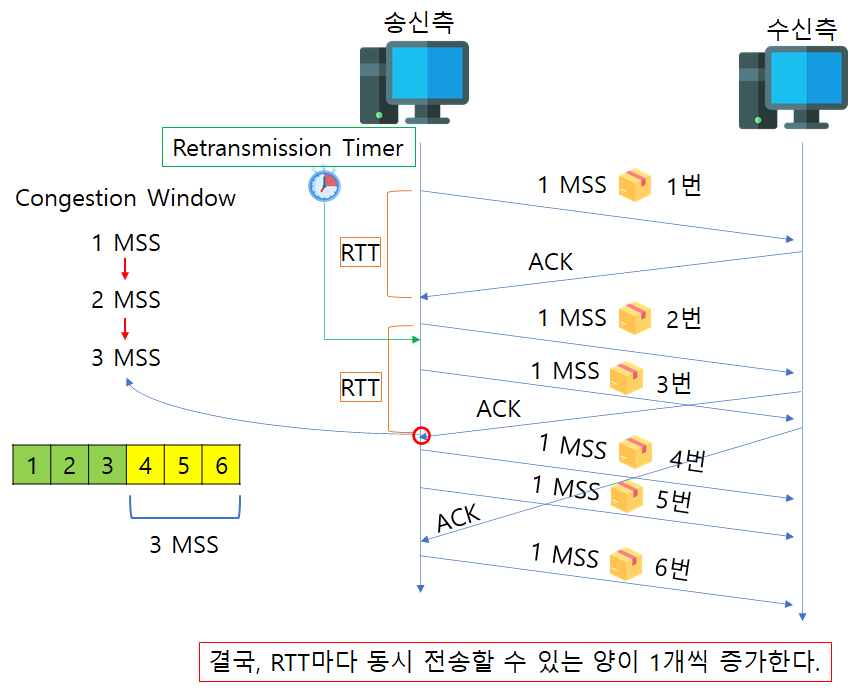 송신측
수신측
Retransmission Timer
Congestion Window
1 MSS
2 MSS
3 MSS
RTT
RTT
1 MSS 1번
ACK
1 MSS 2번
1 MSS 3번
ACK
1 MSS 4번
1 MSS 5번
ACK
1 MSS 6번
1 2 3 4 5 6
3 MSS
결국, RTT마다 동시 전송할 수 있는 양이 1개씩 증가한다.